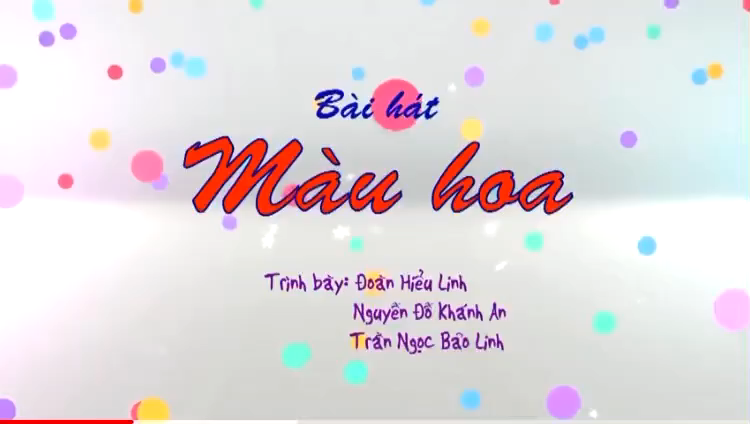 Bài hát
Màu hoa
Trình bày: Đoàn Hiểu Linh
Nguyễn Đỗ Khánh An
Trần Ngọc Bảo Linh